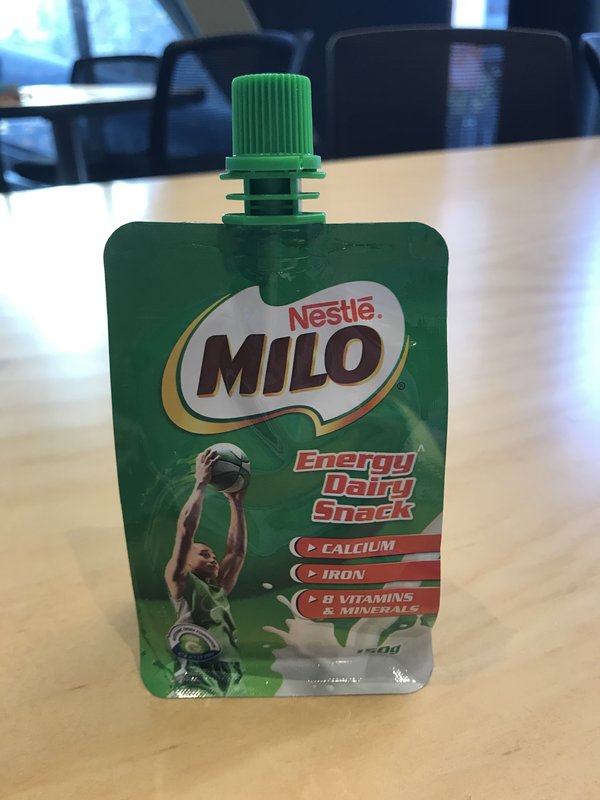 Nestlé®
MILO®
Energy^
Dairy
Snack
CALCIUM
IRON
8 VITAMINS
& MINERALS
150g